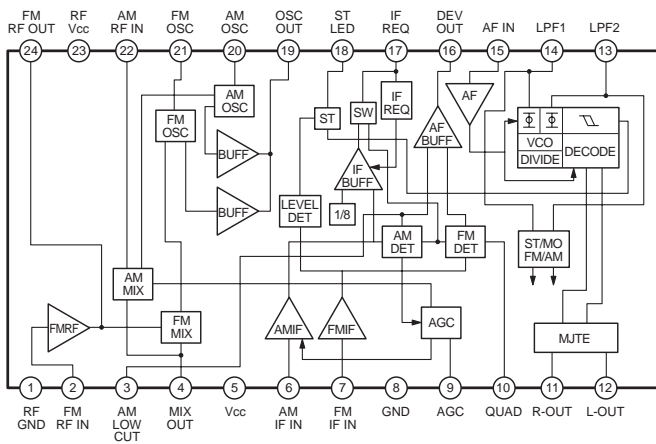 FM RF AM FM AM OSC ST IF DEV AF IN LPF1 LPF2
RF OUT Vcc RF IN OSC OSC OUT LED REQ OUT
24 23 22 21 20 19 18 17 16 15 14 13
AM
OSC
FM
OSC
BUFF
BUFF
ST
SW
IF
REQ
AF
BUFF
AF
VCO
DIVIDE
DECODE
IF
BUFF
LEVEL
DET
1/8
AM
DET
FM
DET
ST/MO
FM/AM
AM
MIX
FMRF
FM
MIX
AMIF
FMIF
AGC
MJTE
1 2 3 4 5 6 7 8 9 10 11 12
RF FM AM MIX Vcc AM FM GND AGC QUAD R-OUT L-OUT
GND RF IN LOW OUT IF IN IF IN
CUT